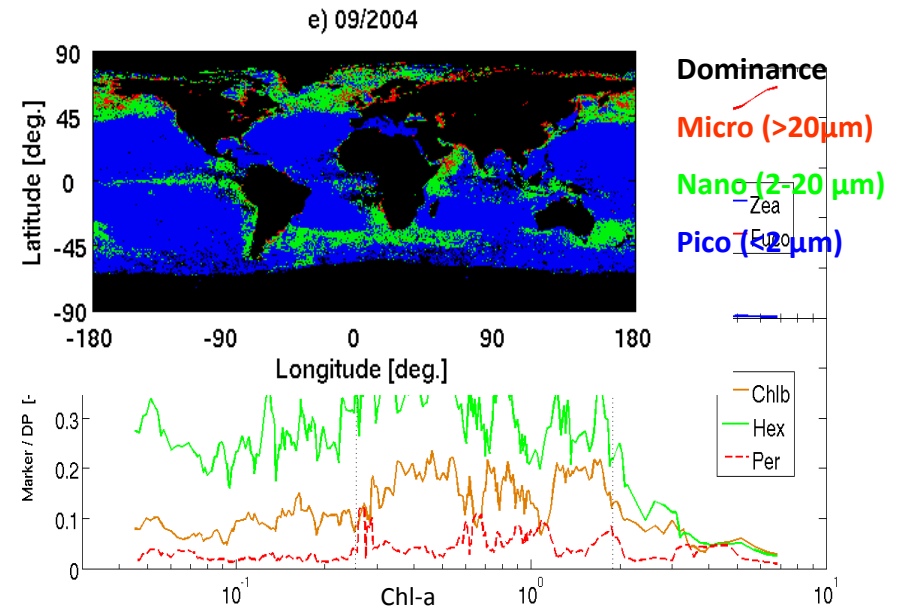 e) 09/2004
90
45
0
-45
-90
Latitude [deg.]
-180
-90
0
90
180
Longitude [deg.]
Dominance
Micro (>20µm)
Nano (2-20 µm)
Zea
Pico (<2 µm)
Fuco
Chlb
Hex
Per
Marker / DP [-
0.3
0.2
0.1
0
10-1
Chl-a
100
101